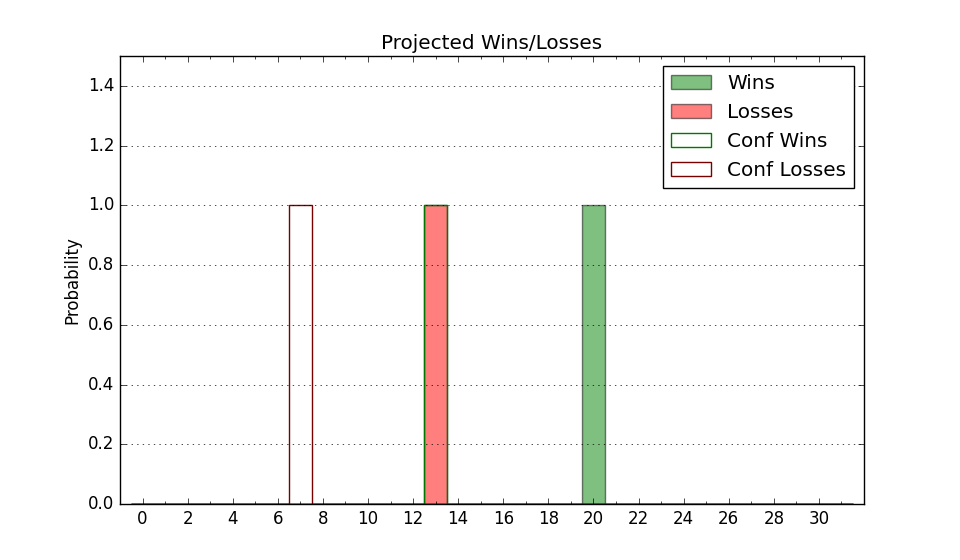 Projected Wins/Losses
1.4
1.2
1.0
0.8
0.6
0.4
0.2
0.0
Probability
Wins
Losses
Conf Wins
Conf Losses
0 2 4 6 8 10 12 14 16 18 20 22 24 26 28 30